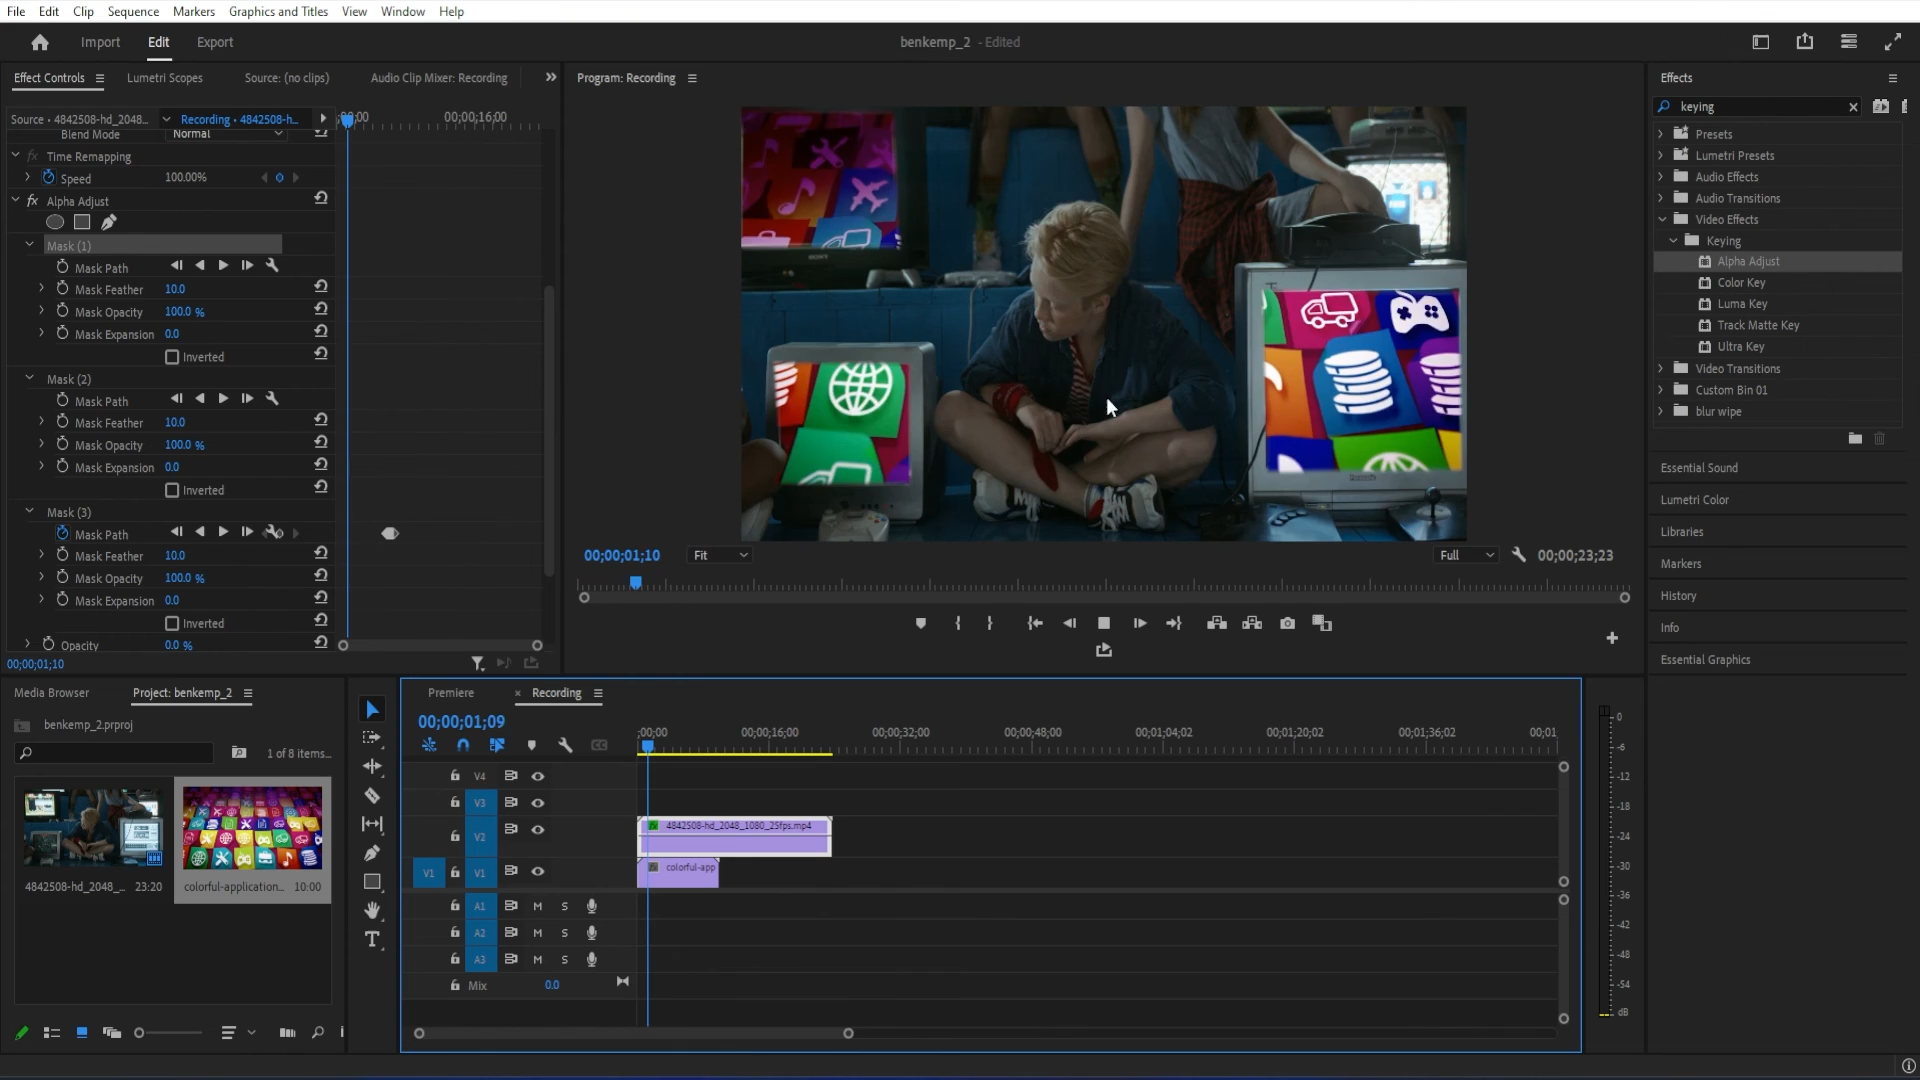 File Edit Clip Sequence Markers Graphics and Titles View Window Help
Import Edit Export
benkemp_2 - Edited
Effect Controls Lumetri Scopes Source: (no clips) Audio Clip Mixer: Recording
Source • 4842508-hd_2048... Recording • 4842508-h...
:00;00 00;00;16;00
Blend Mode Normal
Time Remapping
Speed 100.00%
fx Alpha Adjust
Mask (1)
Mask Path
Mask Feather 10.0
Mask Opacity 100.0 %
Mask Expansion 0.0
Inverted
Mask (2)
Mask Path
Mask Feather 10.0
Mask Opacity 100.0 %
Mask Expansion 0.0
Inverted
Mask (3)
Mask Path
Mask Feather 10.0
Mask Opacity 100.0 %
Mask Expansion 0.0
Inverted
Opacity 0.0 %
00;00;01;10
Program: Recording
SONY
Panasonic
00;00;01;10 Fit Full 00;00;23;23
Effects
keying
Presets
Lumetri Presets
Audio Effects
Audio Transitions
Video Effects
Keying
Alpha Adjust
Color Key
Luma Key
Track Matte Key
Ultra Key
Video Transitions
Custom Bin 01
blur wipe
Essential Sound
Lumetri Color
Libraries
Markers
History
Info
Essential Graphics
Media Browser Project: benkemp_2
benkemp_2.prproj
1 of 8 items...
4842508-hd_2048_... 23:20
colorful-application... 10:00
Premiere × Recording
00;00;01;09
;00;00 00;00;16;00 00;00;32;00 00;00;48;00 00;01;04;02 00;01;20;02 00;01;36;02 00;01
V4
V3
V2
4842508-hd_2048_1080_25fps.mp4
V1 V1
colorful-app
A1 M S
A2 M S
A3 M S
Mix 0.0
0
-6
-12
-18
-24
-30
-36
-42
-48
-54
dB